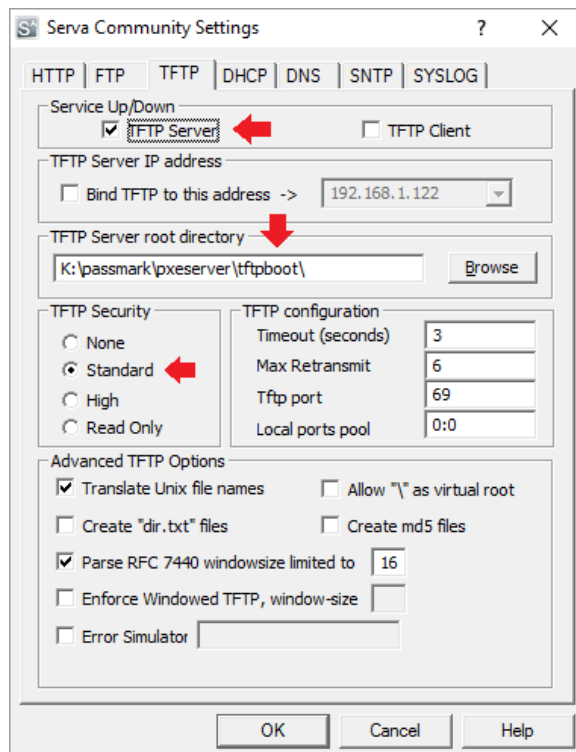 Serva Community Settings
HTTP FTP TFTP DHCP DNS SNTP SYSLOG
Service Up/Down
TFTP Server TFTP Client
TFTP Server IP address
Bind TFTP to this address -> 192.168.1.122
TFTP Server root directory
K:\passmark\pxeserver\tftpboot\ Browse
TFTP Security
None
Standard
High
Read Only
TFTP configuration
Timeout (seconds) 3
Max Retransmit 6
Tftp port 69
Local ports pool 0:0
Advanced TFTP Options
Translate Unix file names Allow "\" as virtual root
Create "dir.txt" files Create md5 files
Parse RFC 7440 windowsize limited to 16
Enforce Windowed TFTP, window-size
Error Simulator
OK Cancel Help